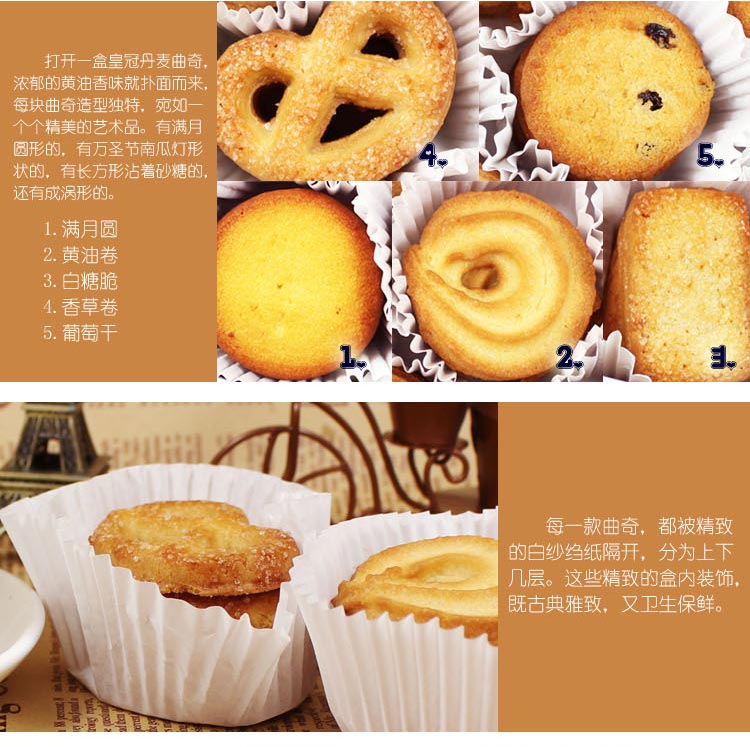 打开一盒皇冠丹麦曲奇,
浓郁的黄油香味就扑面而来,
每块曲奇造型独特，宛如一
个个精美的艺术品。有满月
圆形的，有万圣节南瓜灯形
状的，有长方形沾着砂糖的,
还有成涡形的。
1.满月圆
2.黄油卷
3.白糖脆
4.香草卷
5.葡萄干
4
5
1
2
3
每一款曲奇，都被精致
的白纱绉纸隔开，分为上下
几层。这些精致的盒内装饰,
既古典雅致，又卫生保鲜。